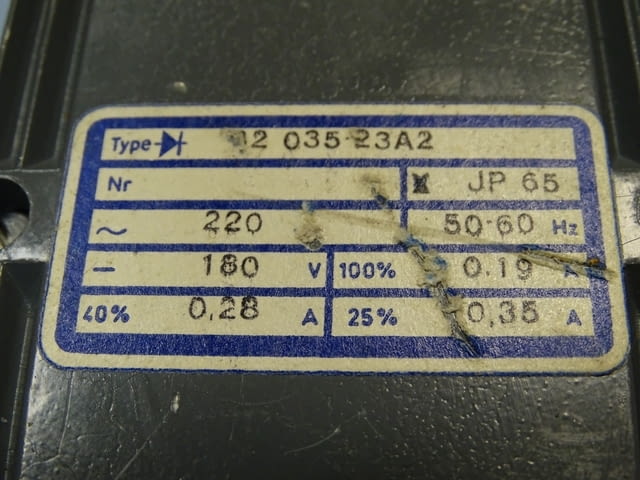 Type 035-23A2
Nr JP 65
~ 220 50-60 Hz
— 180 V 100% 0.19 A
40% 0,28 A 25% 0,35 A